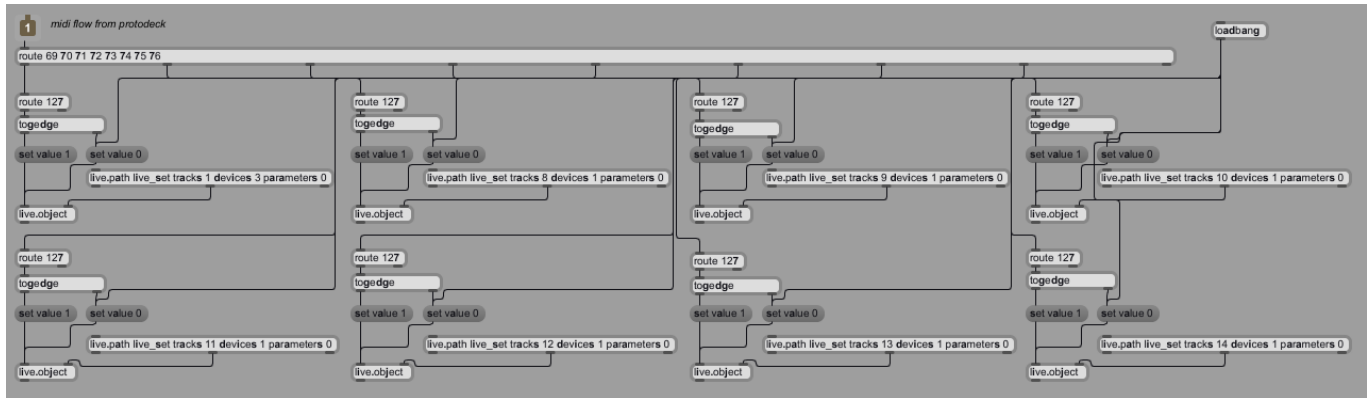 1 midi flow from protodeck
loadbang
route 69 70 71 72 73 74 75 76
route 127
togedge
set value 1 set value 0
live.path live_set tracks 1 devices 3 parameters 0
live.object
route 127
togedge
set value 1 set value 0
live.path live_set tracks 8 devices 1 parameters 0
live.object
route 127
togedge
set value 1 set value 0
live.path live_set tracks 9 devices 1 parameters 0
live.object
route 127
togedge
set value 1 set value 0
live.path live_set tracks 10 devices 1 parameters 0
live.object
route 127
togedge
set value 1 set value 0
live.path live_set tracks 11 devices 1 parameters 0
live.object
route 127
togedge
set value 1 set value 0
live.path live_set tracks 12 devices 1 parameters 0
live.object
route 127
togedge
set value 1 set value 0
live.path live_set tracks 13 devices 1 parameters 0
live.object
route 127
togedge
set value 1 set value 0
live.path live_set tracks 14 devices 1 parameters 0
live.object